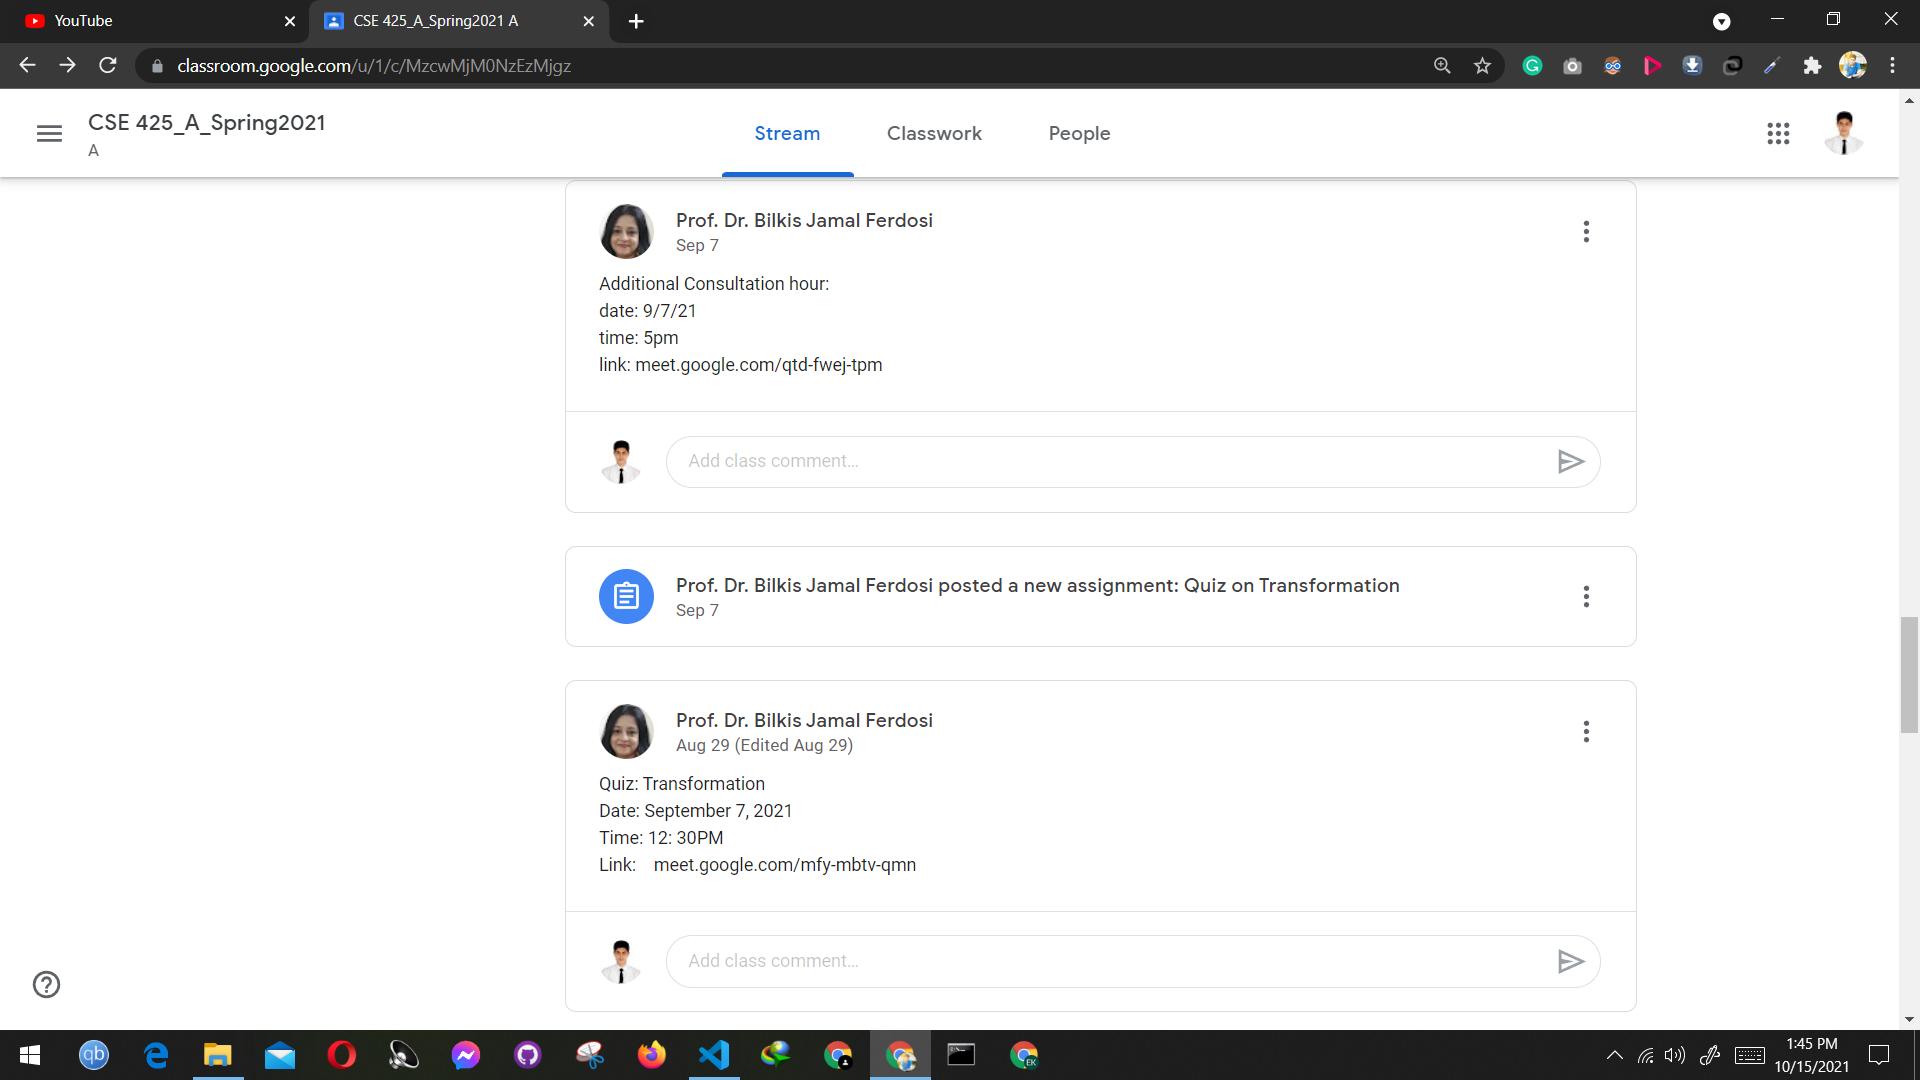 YouTube
CSE 425_A_Spring2021 A
classroom.google.com/u/1/c/MzcwMjM0NzEzMjgz
CSE 425_A_Spring2021
A
Stream
Classwork
People
Prof. Dr. Bilkis Jamal Ferdosi
Sep 7
Additional Consultation hour:
date: 9/7/21
time: 5pm
link: meet.google.com/qtd-fwej-tpm
Add class comment...
Prof. Dr. Bilkis Jamal Ferdosi posted a new assignment: Quiz on Transformation
Sep 7
Prof. Dr. Bilkis Jamal Ferdosi
Aug 29 (Edited Aug 29)
Quiz: Transformation
Date: September 7, 2021
Time: 12: 30PM
Link: meet.google.com/mfy-mbtv-qmn
Add class comment...
qb
EK
1:45 PM
10/15/2021